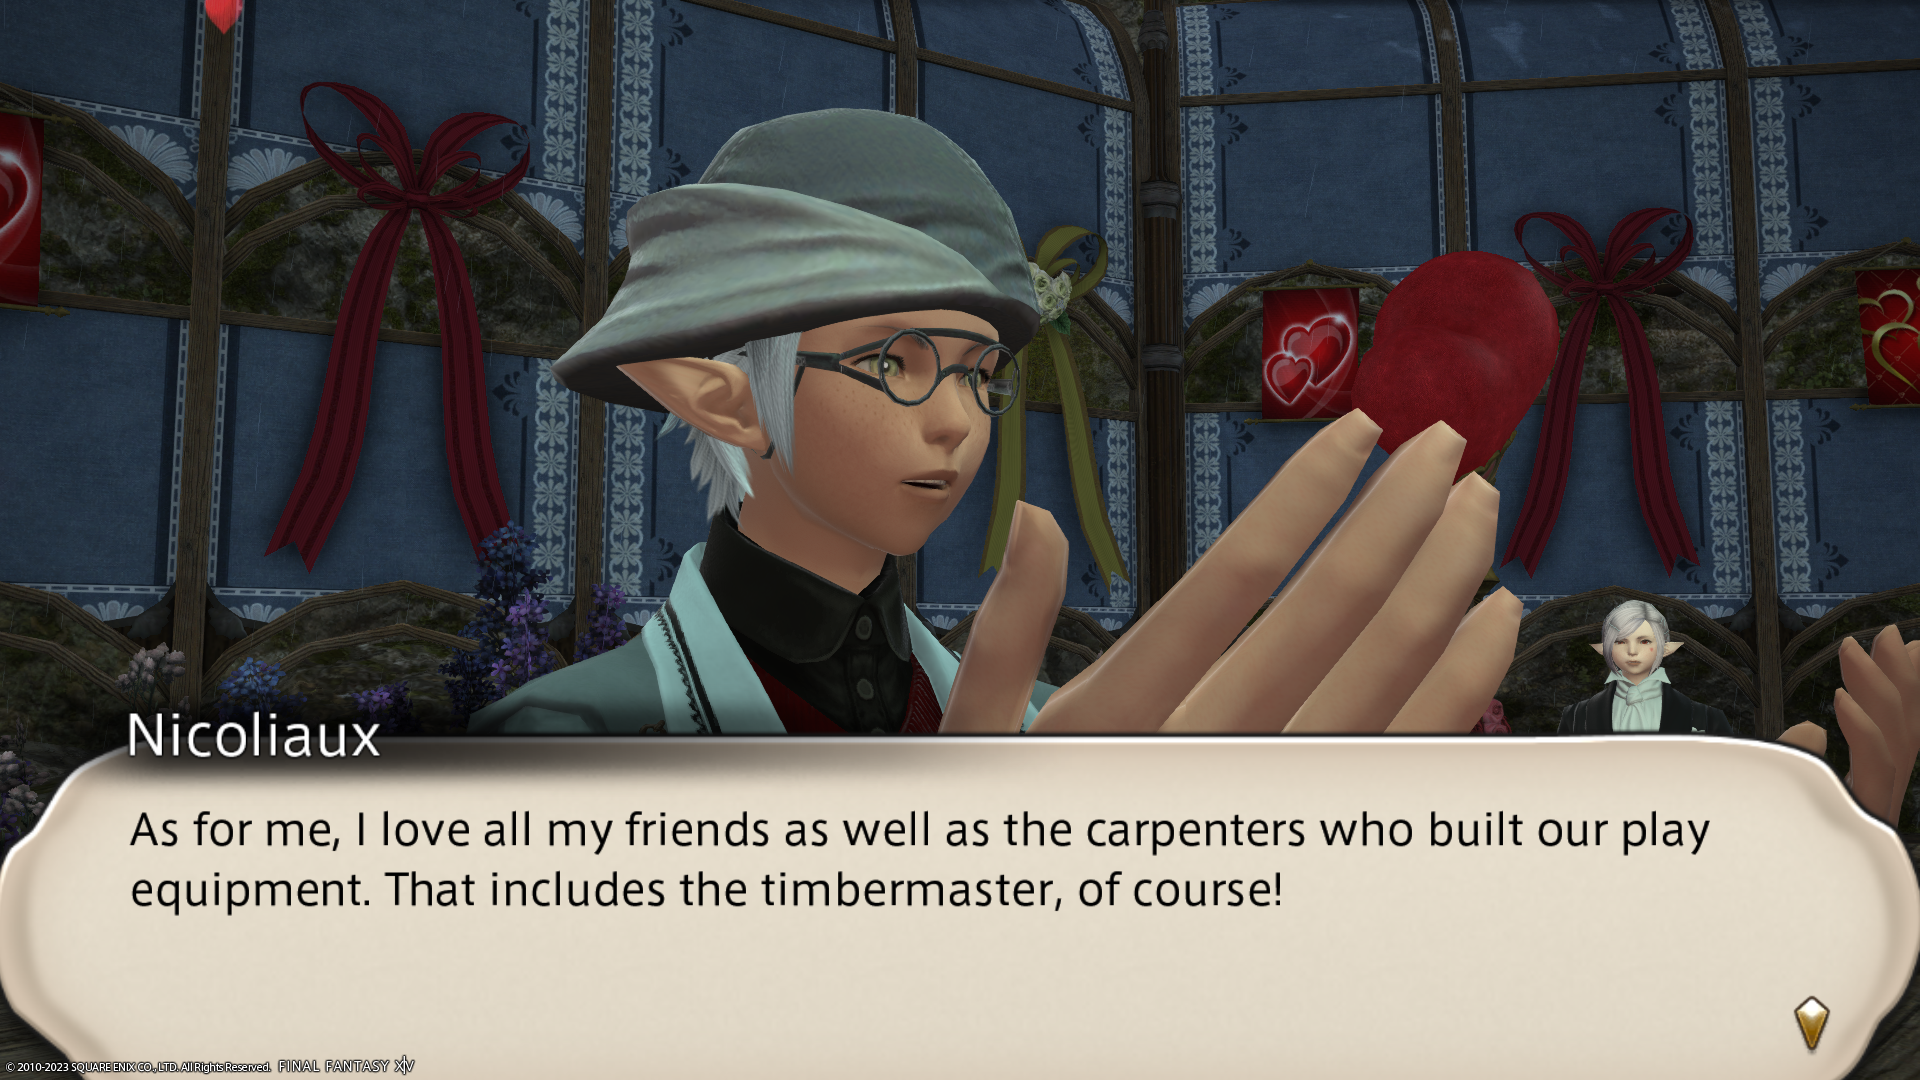 Nicoliaux
As for me, I love all my friends as well as the carpenters who built our play
equipment. That includes the timbermaster, of course!
© 2010-2023 SQUARE ENIX CO., LTD. All Rights Reserved. FINAL FANTASY XIV